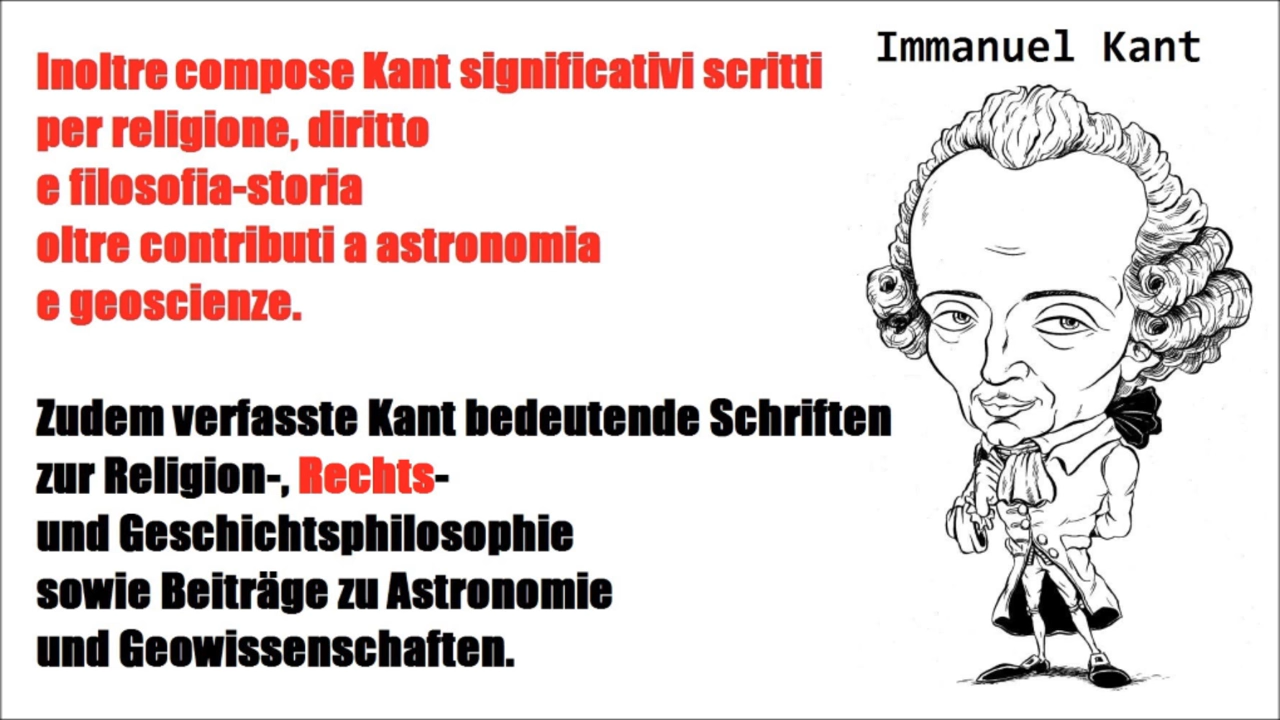 Immanuel Kant
Inoltre compose Kant significativi scritti
per religione, diritto
e filosofia-storia
oltre contributi a astronomia
e geoscienze.
Zudem verfasste Kant bedeutende Schriften
zur Religion-, Rechts-
und Geschichtsphilosophie
sowie Beiträge zu Astronomie
und Geowissenschaften.